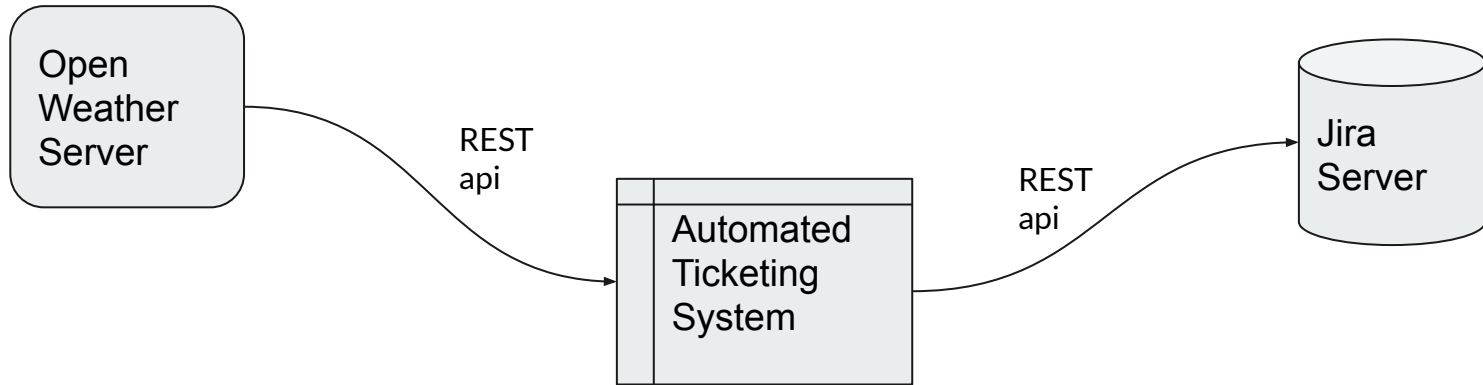 Open
Weather
Server
REST
api
Automated
Ticketing
System
REST
api
Jira
Server